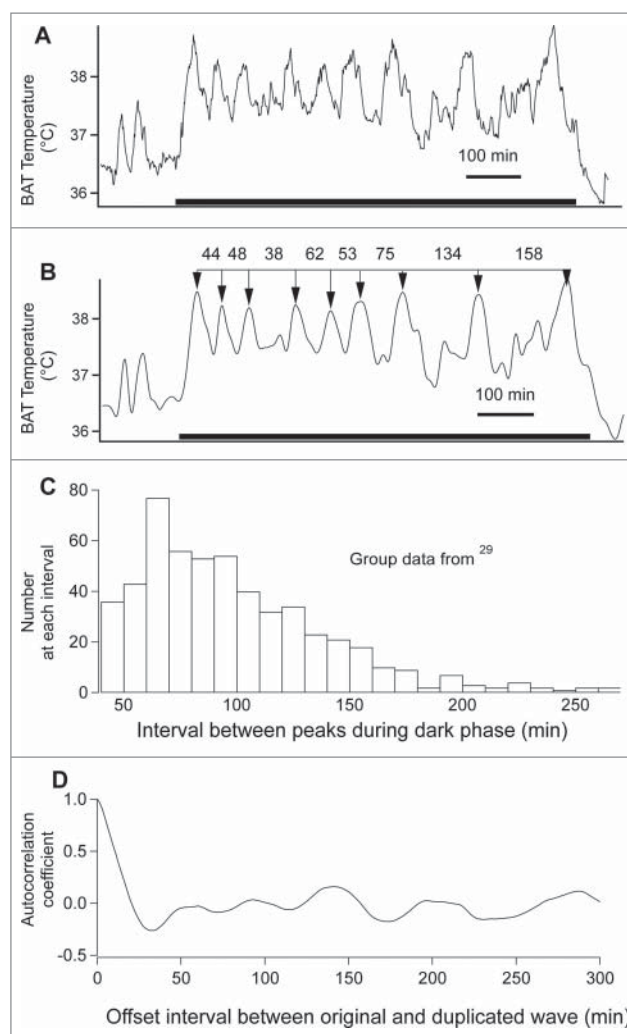 A
BAT Temperature
(°C)
38
37
36
100 min
B
44 48 38 62 53 75 134 158
BAT Temperature
(°C)
38
37
36
100 min
C
Number
at each interval
80
60
40
20
0
Group data from 29
50 100 150 200 250
Interval between peaks during dark phase (min)
D
Autocorrelation
coefficient
1.0
0.5
0.0
-0.5
0 50 100 150 200 250 300
Offset interval between original and duplicated wave (min)